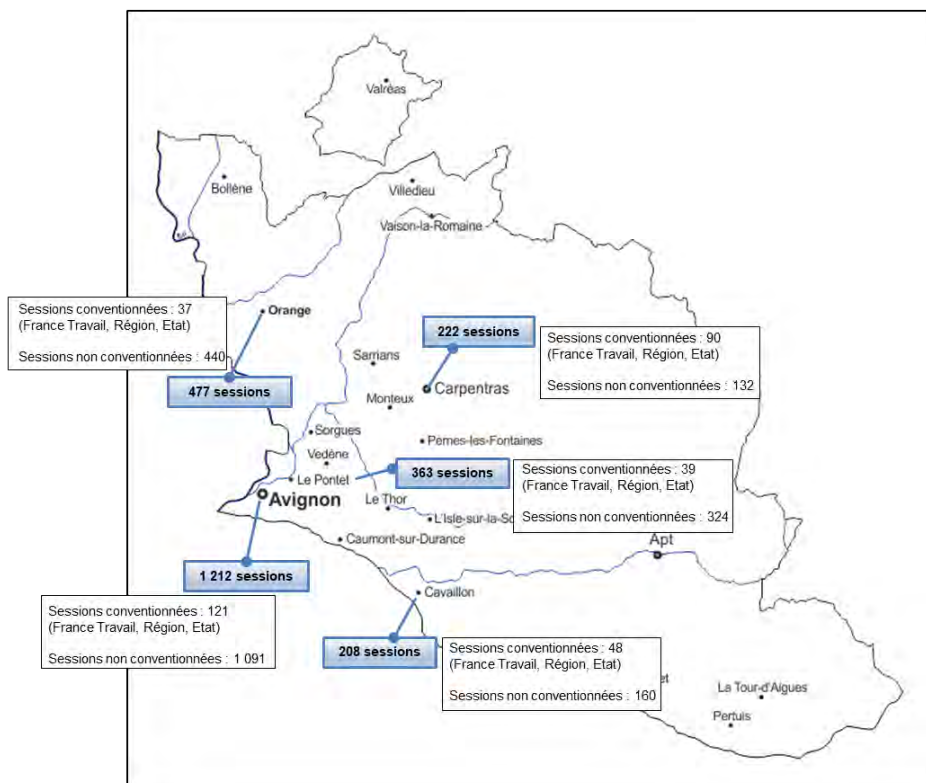 Valréas
Bollène
Villedieu
Vaison-la-Romaine
Sessions conventionnées : 37
(France Travail, Région, Etat)
Sessions non conventionnées : 440
Orange
477 sessions
222 sessions
Sessions conventionnées : 90
(France Travail, Région, Etat)
Sessions non conventionnées : 132
Sarrians
Carpentras
Monteux
Sorgues
Pernes-les-Fontaines
Vedène
Le Pontet
363 sessions
Sessions conventionnées : 39
(France Travail, Région, Etat)
Sessions non conventionnées : 324
Avignon
Le Thor
L'Isle-sur-la-So
Caumont-sur-Durance
Apt
1 212 sessions
Sessions conventionnées : 121
(France Travail, Région, Etat)
Sessions non conventionnées : 1 091
Cavaillon
208 sessions
Sessions conventionnées : 48
(France Travail, Région, Etat)
Sessions non conventionnées : 160
La Tour-d'Aigues
Pertuis